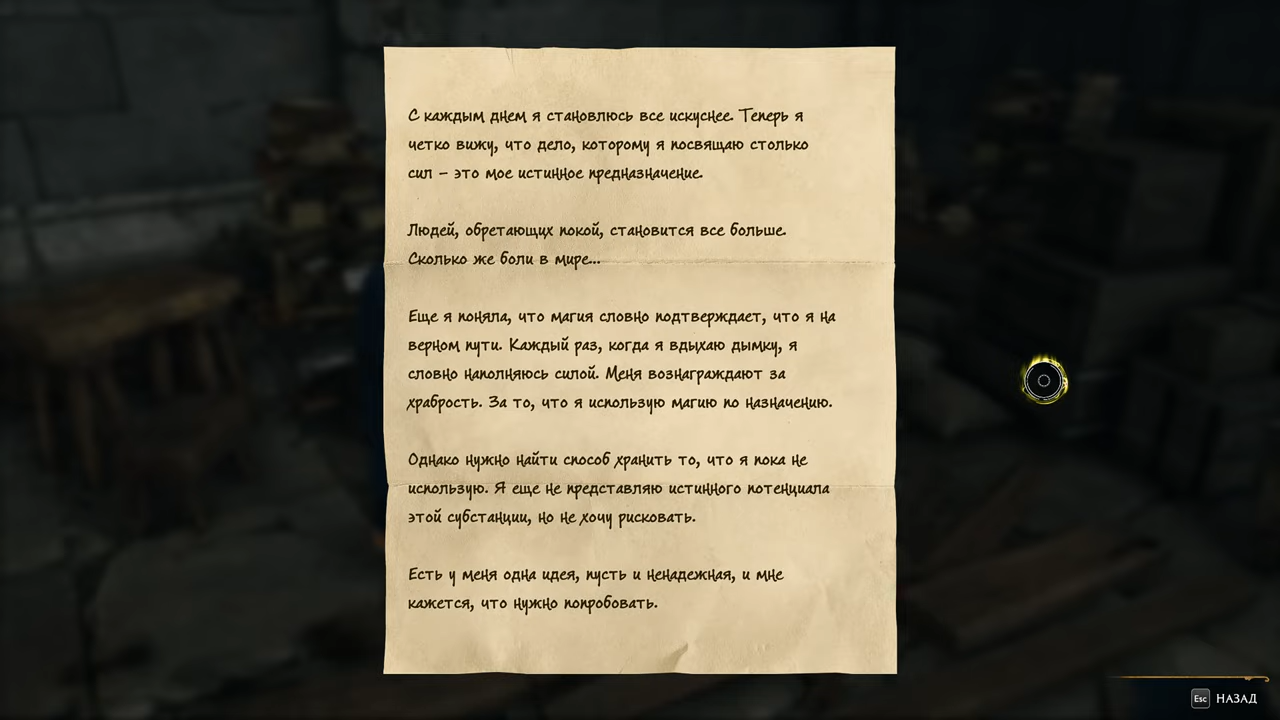 С каждым днем я становлюсь все искуснее. Теперь я
четко вижу, что дело, которому я посвящаю столько
сил – это мое истинное предназначение.
Людей, обретающих покой, становится все больше.
Сколько же боли в мире...
Еще я поняла, что магия словно подтверждает, что я на
верном пути. Каждый раз, когда я вдыхаю дымку, я
словно наполняюсь силой. Меня вознаграждают за
храбрость. За то, что я использую магию по назначению.
Однако нужно найти способ хранить то, что я пока не
использую. Я еще не представляю истинного потенциала
этой субстанции, но не хочу рисковать.
Есть у меня одна идея, пусть и ненадежная, и мне
кажется, что нужно попробовать.
Esc НАЗАД